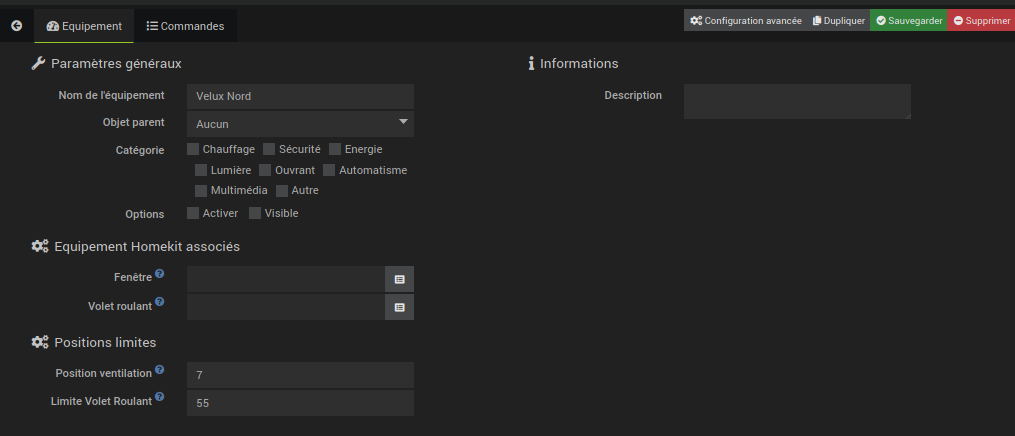 Equipement Commandes Configuration avancée Dupliquer Sauvegarder Supprimer
Paramètres généraux
Nom de l'équipement Velux Nord
Objet parent Aucun
Catégorie Chauffage Sécurité Energie
Lumière Ouvrant Automatisme
Multimédia Autre
Options Activer Visible
Equipement Homekit associés
Fenêtre ?
Volet roulant ?
Positions limites
Position ventilation ? 7
Limite Volet Roulant ? 55
Informations
Description